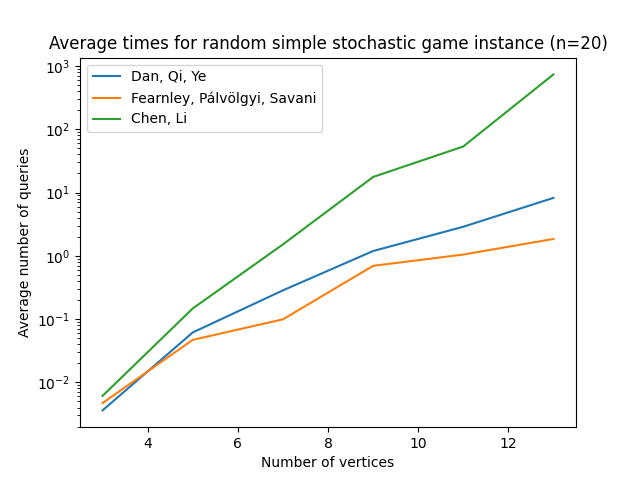 Average times for random simple stochastic game instance (n=20)
Dan, Qi, Ye
Fearnley, Pálvölgyi, Savani
Chen, Li
Average number of queries
10³
10²
10¹
10⁰
10⁻¹
10⁻²
4 6 8 10 12
Number of vertices